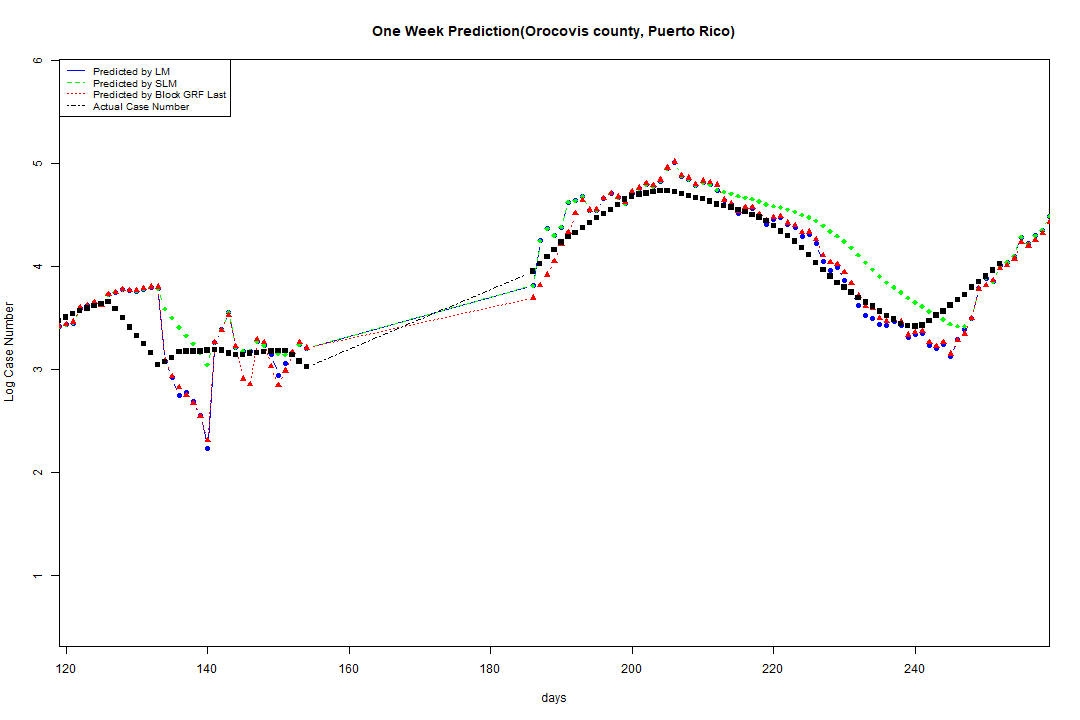 One Week Prediction(Orocovis county, Puerto Rico)
Predicted by LM
Predicted by SLM
Predicted by Block GRF Last
Actual Case Number
Log Case Number
6
5
4
3
2
1
120 140 160 180 200 220 240
days